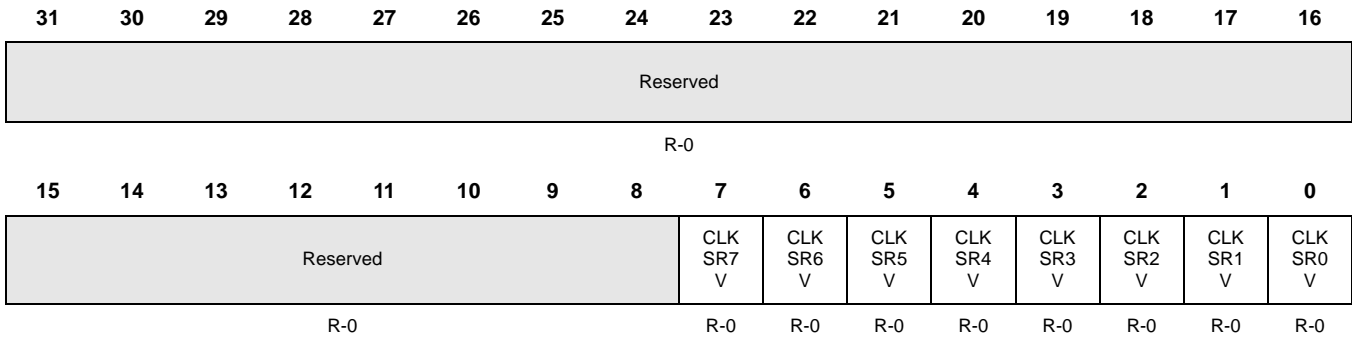 31 30 29 28 27 26 25 24 23 22 21 20 19 18 17 16
Reserved
R-0
15 14 13 12 11 10 9 8 7 6 5 4 3 2 1 0
Reserved CLK CLK CLK CLK CLK CLK CLK CLK
SR7 SR6 SR5 SR4 SR3 SR2 SR1 SR0
V V V V V V V V
R-0 R-0 R-0 R-0 R-0 R-0 R-0 R-0 R-0